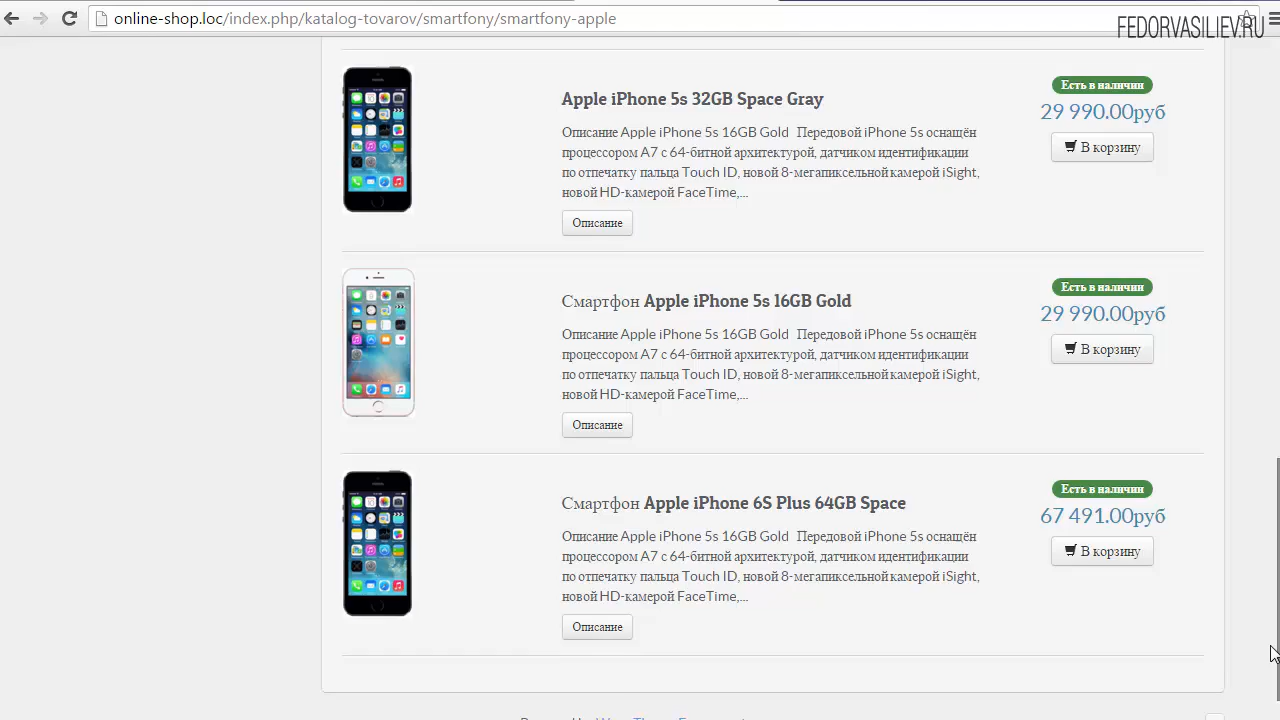 online-shop.loc/index.php/katalog-tovarov/smartfony/smartfony-apple
FEDORVASILIEV.RU
Apple iPhone 5s 32GB Space Gray
Описание Apple iPhone 5s 16GB Gold Передовой iPhone 5s оснащён
процессором A7 с 64-битной архитектурой, датчиком идентификации
по отпечатку пальца Touch ID, новой 8-мегапиксельной камерой iSight,
новой HD-камерой FaceTime,...
Описание
Есть в наличии
29 990.00руб
В корзину
Смартфон Apple iPhone 5s 16GB Gold
Описание Apple iPhone 5s 16GB Gold Передовой iPhone 5s оснащён
процессором A7 с 64-битной архитектурой, датчиком идентификации
по отпечатку пальца Touch ID, новой 8-мегапиксельной камерой iSight,
новой HD-камерой FaceTime,...
Описание
Есть в наличии
29 990.00руб
В корзину
Смартфон Apple iPhone 6S Plus 64GB Space
Описание Apple iPhone 5s 16GB Gold Передовой iPhone 5s оснащён
процессором A7 с 64-битной архитектурой, датчиком идентификации
по отпечатку пальца Touch ID, новой 8-мегапиксельной камерой iSight,
новой HD-камерой FaceTime,...
Описание
Есть в наличии
67 491.00руб
В корзину